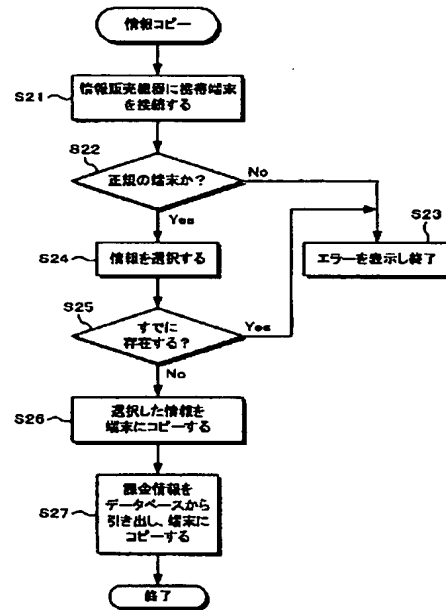 情報コピー
S21
情報販売機器に携帯端末
を接続する
S22
正規の端末か？
No
Yes
S23
エラーを表示し終了
S24
情報を選択する
S25
すでに
存在する？
Yes
No
S26
選択した情報を
端末にコピーする
S27
課金情報を
データベースから
引き出し、端末に
コピーする
終了